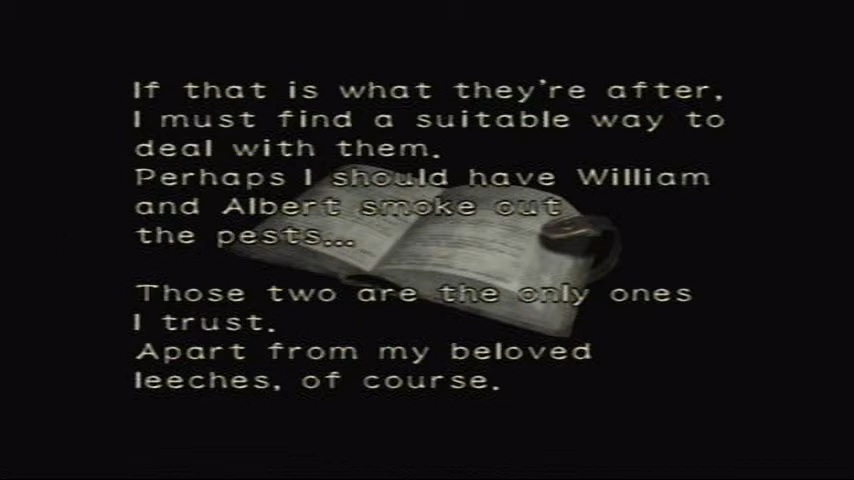 If that is what they're after,
I must find a suitable way to
deal with them.
Perhaps I should have William
and Albert smoke out
the pests...
Those two are the only ones
I trust.
Apart from my beloved
leeches, of course.